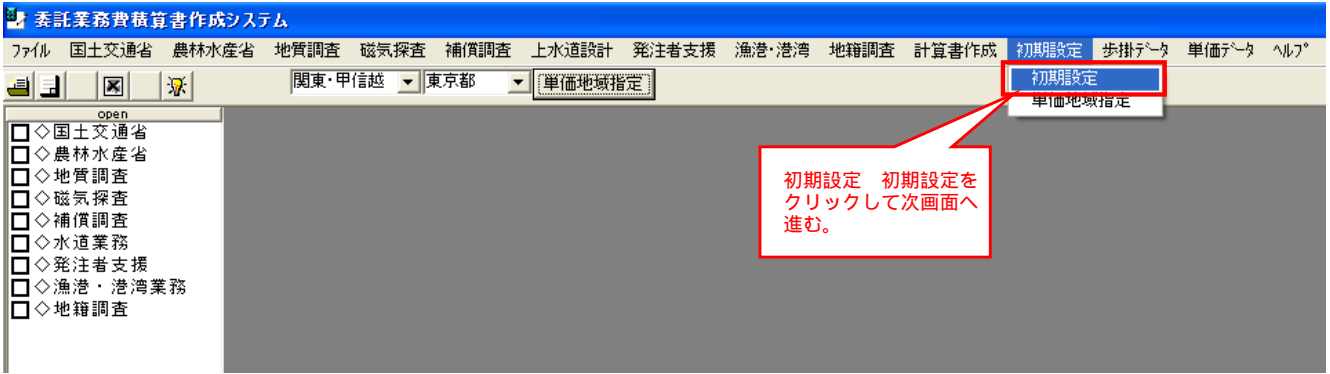 委託業務費積算書作成システム
ﾌｧｲﾙ 国土交通省 農林水産省 地質調査 磁気探査 補償調査 上水道設計 発注者支援 漁港･港湾 地籍調査 計算書作成 初期設定 歩掛ﾃﾞｰﾀ 単価ﾃﾞｰﾀ ﾍﾙﾌﾟ
関東･甲信越 東京都 単価地域指定
初期設定
単価地域指定
open
◇国土交通省
◇農林水産省
◇地質調査
◇磁気探査
◇補償調査
◇水道業務
◇発注者支援
◇漁港・港湾業務
◇地籍調査
初期設定　初期設定を
クリックして次画面へ
進む。